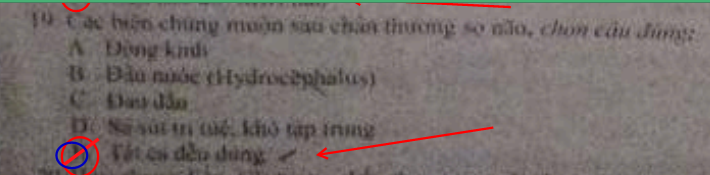 19. Các biến chứng muộn sau chấn thương sọ não, chọn câu đúng:
A. Động kinh
B. Đầu nước (Hydrocephalus)
C. Đau đầu
D. Sa sút trí tuệ, khó tập trung
Tất cả đều đúng